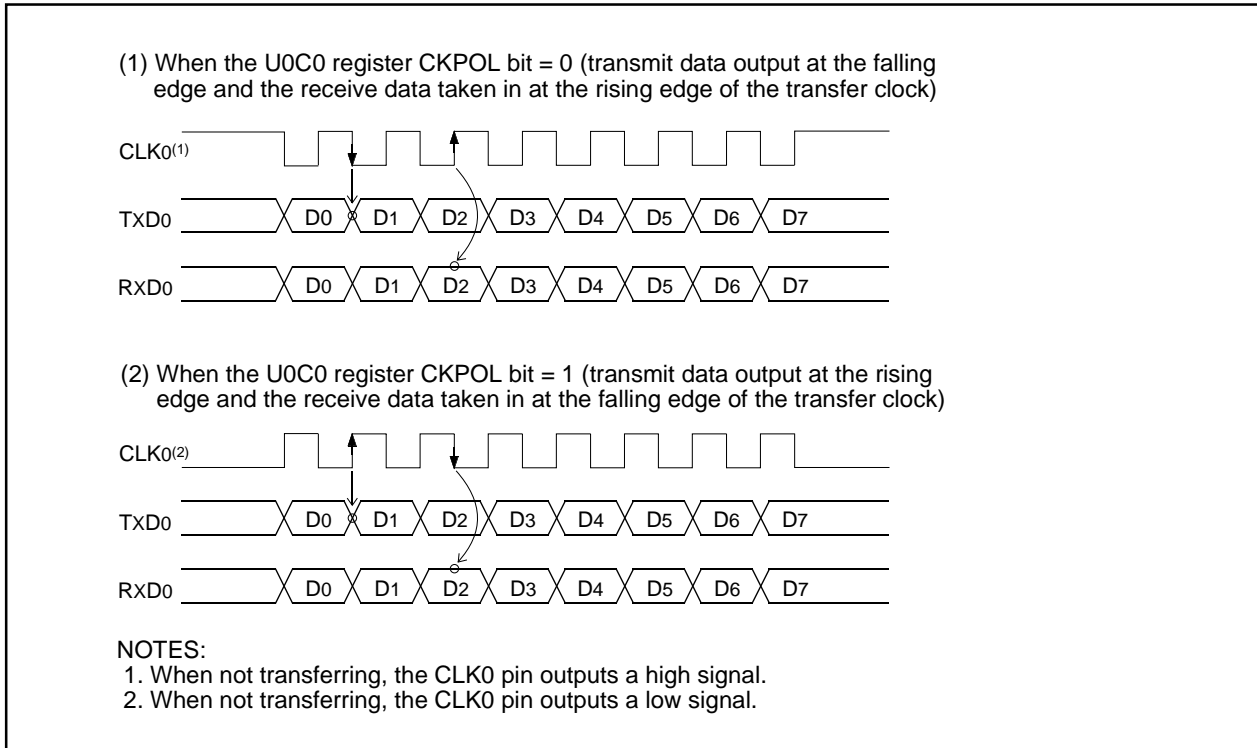 (1) When the U0C0 register CKPOL bit = 0 (transmit data output at the falling
edge and the receive data taken in at the rising edge of the transfer clock)
CLK0(1)
TXD0 D0 D1 D2 D3 D4 D5 D6 D7
RXD0 D0 D1 D2 D3 D4 D5 D6 D7
(2) When the U0C0 register CKPOL bit = 1 (transmit data output at the rising
edge and the receive data taken in at the falling edge of the transfer clock)
CLK0(2)
TXD0 D0 D1 D2 D3 D4 D5 D6 D7
RXD0 D0 D1 D2 D3 D4 D5 D6 D7
NOTES:
1. When not transferring, the CLK0 pin outputs a high signal.
2. When not transferring, the CLK0 pin outputs a low signal.